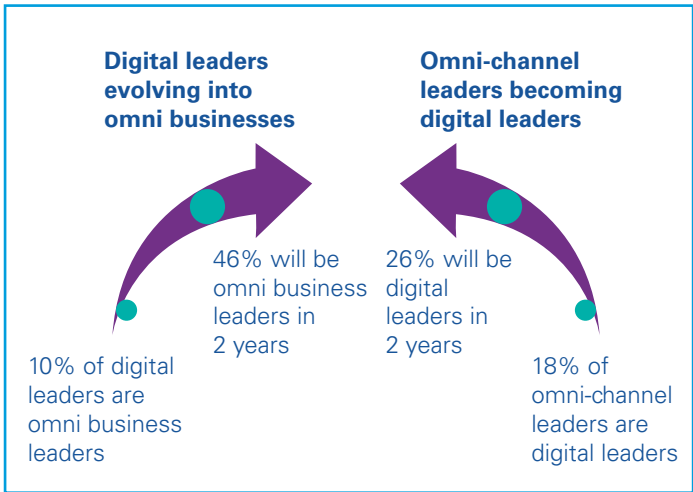 Digital leaders
evolving into
omni businesses
Omni-channel
leaders becoming
digital leaders
46% will be
omni business
leaders in
2 years
26% will be
digital
leaders in
2 years
10% of digital
leaders are
omni business
leaders
18% of
omni-channel
leaders are
digital leaders